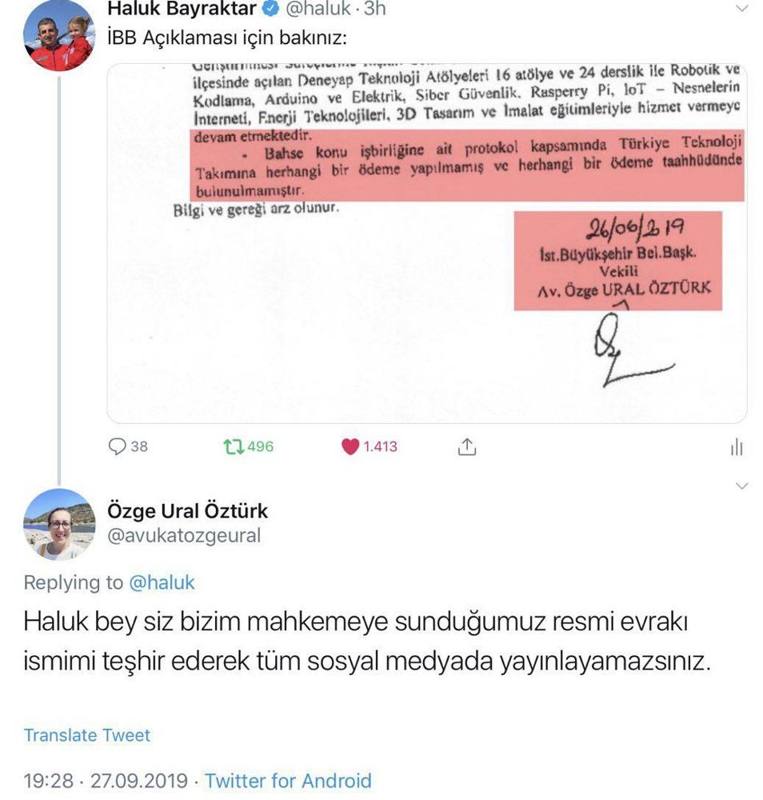 Haluk Bayraktar @haluk · 3h
İBB Açıklaması için bakınız:
ilçesinde açılan Deneyap Teknoloji Atölyeleri 16 atölye ve 24 derslik ile Robotik ve
Kodlama, Arduino ve Elektrik, Siber Güvenlik, Rasperry Pi, IoT – Nesnelerin
İnterneti, Enerji Teknolojileri, 3D Tasarım ve İmalat eğitimleriyle hizmet vermeye
devam etmektedir.
- Bahse konu işbirliğine ait protokol kapsamında Türkiye Teknoloji
Takımına herhangi bir ödeme yapılmamış ve herhangi bir ödeme taahhüdünde
bulunulmamıştır.
Bilgi ve gereği arz olunur.
26/06/2019
İst.Büyükşehir Bel.Başk.
Vekili
Av. Özge URAL ÖZTÜRK
38 496 1.413
Özge Ural Öztürk
@avukatozgeural
Replying to @haluk
Haluk bey siz bizim mahkemeye sunduğumuz resmi evrakı
ismimi teşhir ederek tüm sosyal medyada yayınlayamazsınız.
Translate Tweet
19:28 · 27.09.2019 · Twitter for Android